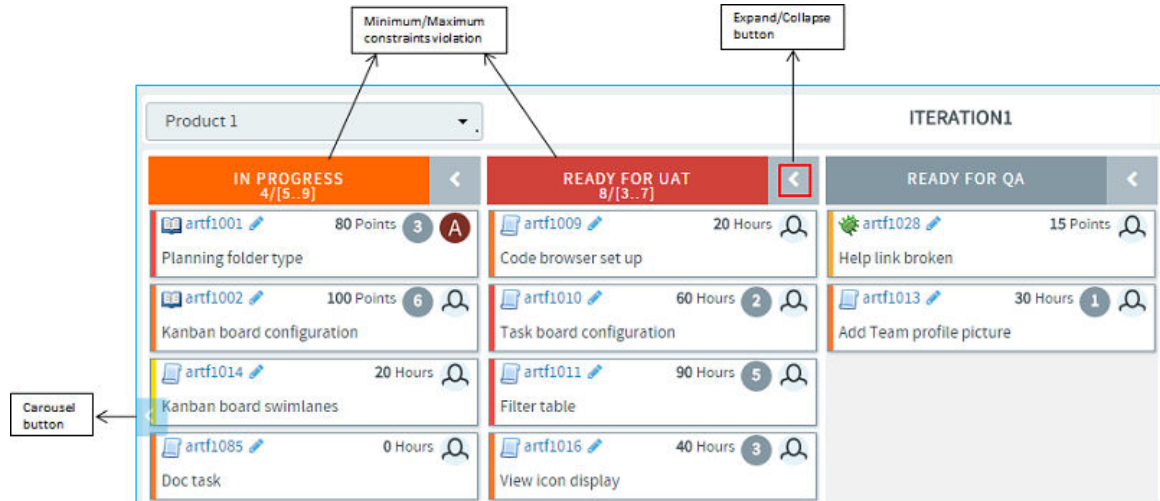 Minimum/Maximum
constraints violation
Expand/Collapse
button
Product 1
ITERATION1
IN PROGRESS
4/[5..9]
READY FOR UAT
8/[3..7]
READY FOR QA
artf1001 80 Points 3 A
Planning folder type
artf1009 20 Hours
Code browser set up
artf1028 15 Points
Help link broken
artf1002 100 Points 6
Kanban board configuration
artf1010 60 Hours 2
Task board configuration
artf1013 30 Hours 1
Add Team profile picture
artf1014 20 Hours
Kanban board swimlanes
artf1011 90 Hours 5
Filter table
Carousel
button
artf1085 0 Hours
Doc task
artf1016 40 Hours 3
View icon display